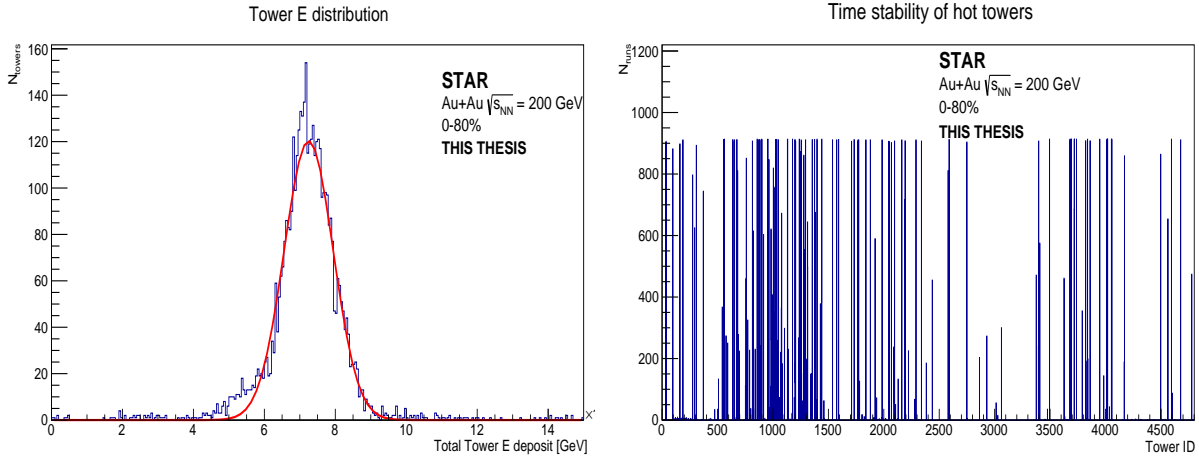 Tower E distribution
N_towers
160
140
120
100
80
60
40
20
0
STAR
Au+Au √s_NN = 200 GeV
0-80%
THIS THESIS
0 2 4 6 8 10 12 14
Total Tower E deposit [GeV]
Time stability of hot towers
N_runs
1200
1000
800
600
400
200
0
STAR
Au+Au √s_NN = 200 GeV
0-80%
THIS THESIS
0 500 1000 1500 2000 2500 3000 3500 4000 4500
Tower ID